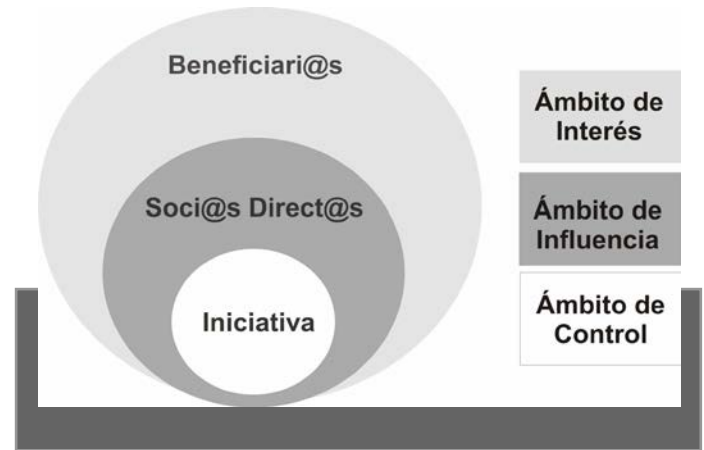 Beneficiari@s
Ámbito de
Interés
Soci@s Direct@s
Ámbito de
Influencia
Iniciativa
Ámbito de
Control